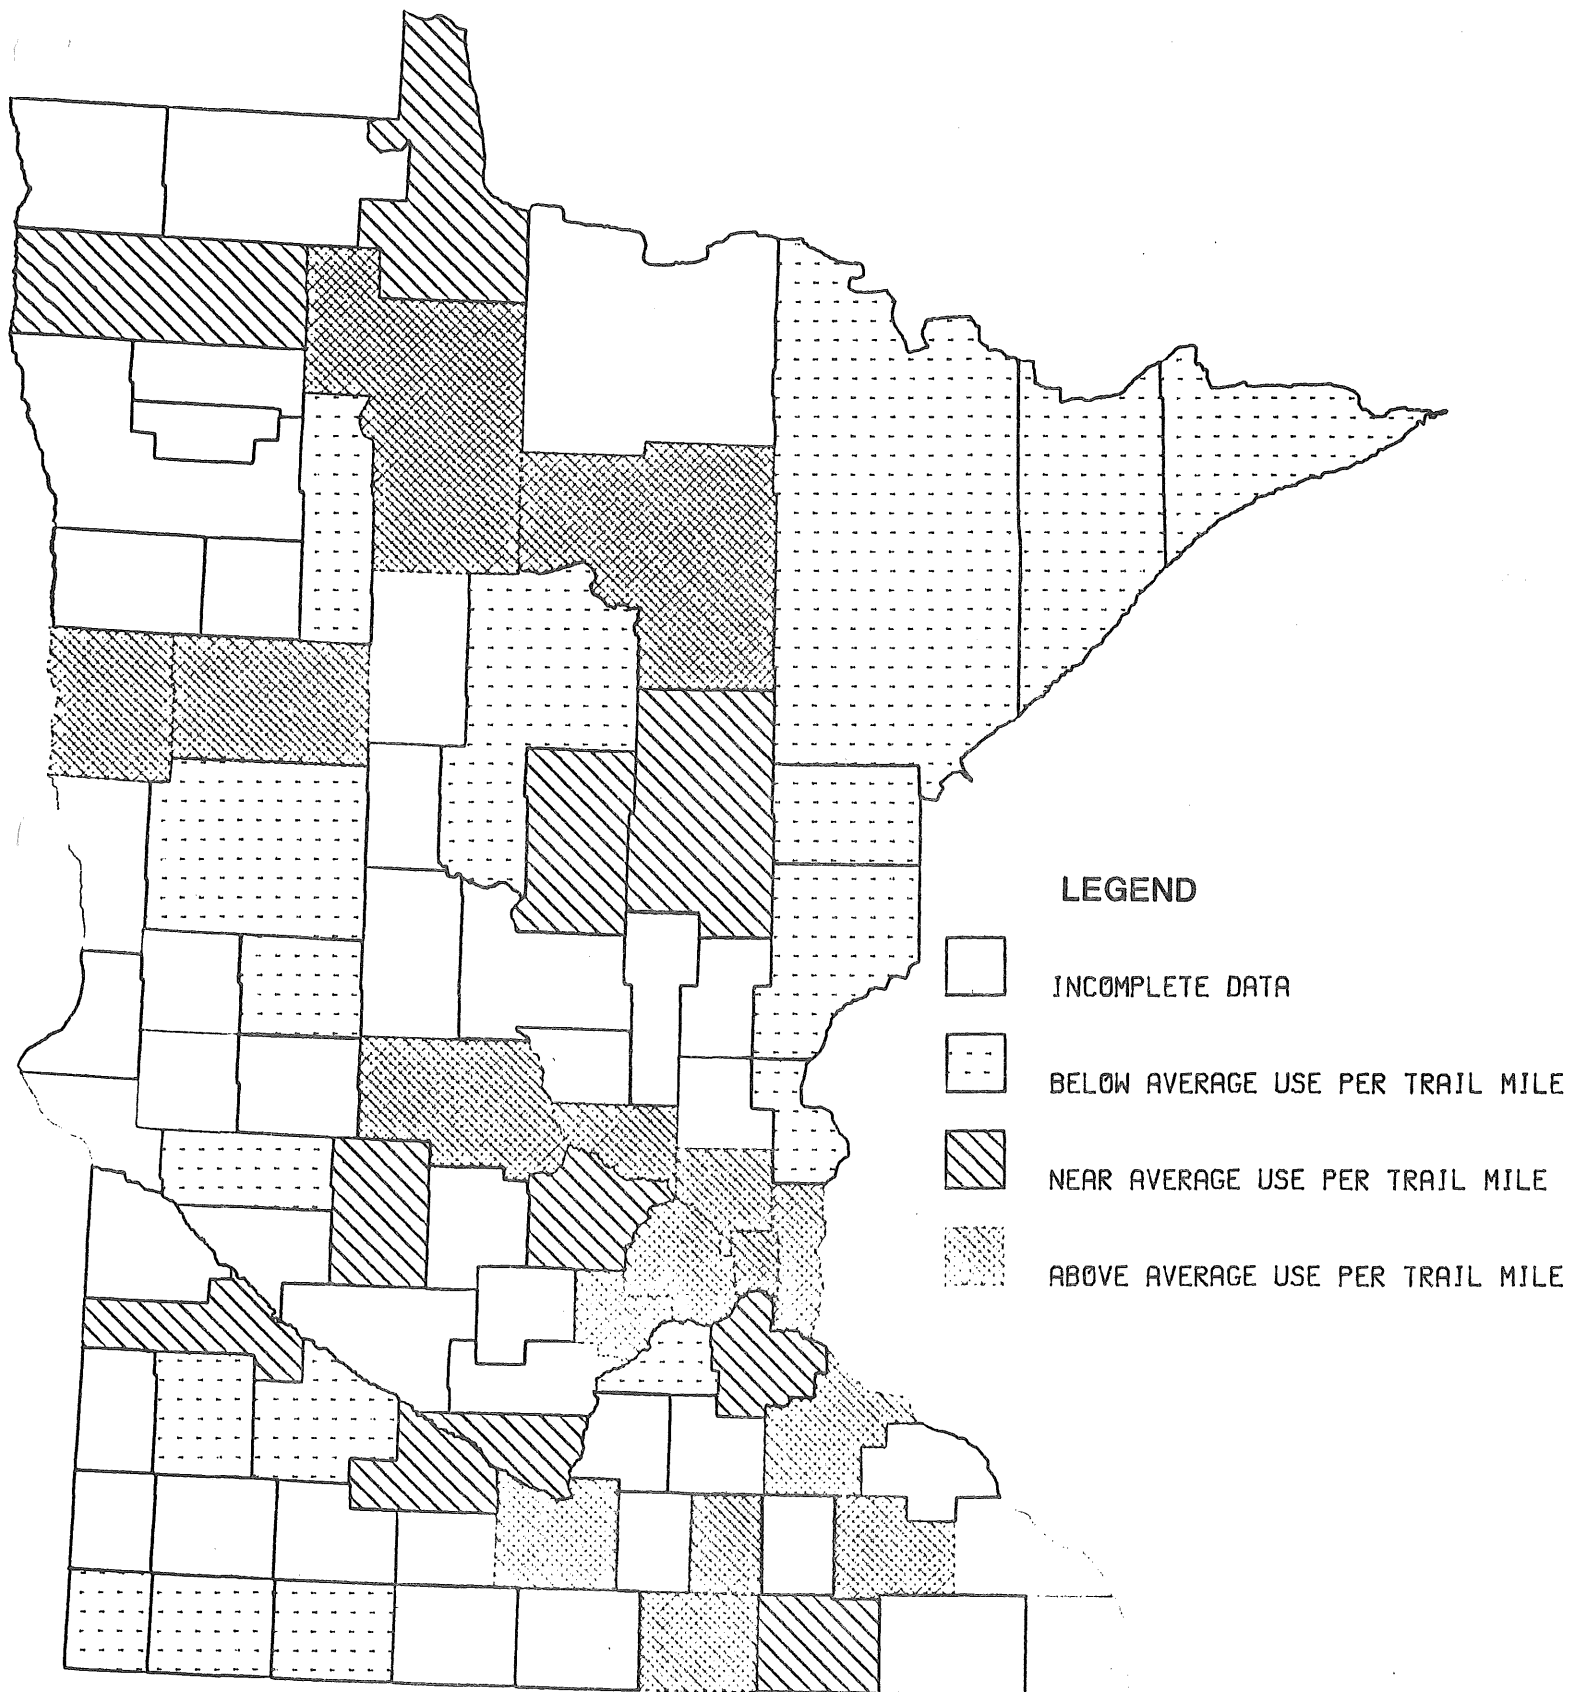 LEGEND
INCOMPLETE DATA
BELOW AVERAGE USE PER TRAIL MILE
NEAR AVERAGE USE PER TRAIL MILE
ABOVE AVERAGE USE PER TRAIL MILE